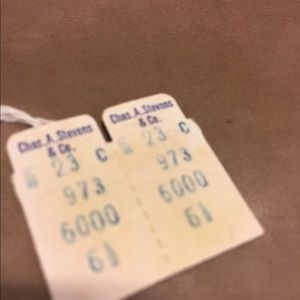 Chas. A. Stevens
& Co.
23 C
973
6000
6½
Chas. A. Stevens
& Co.
23 C
973
6000
6½